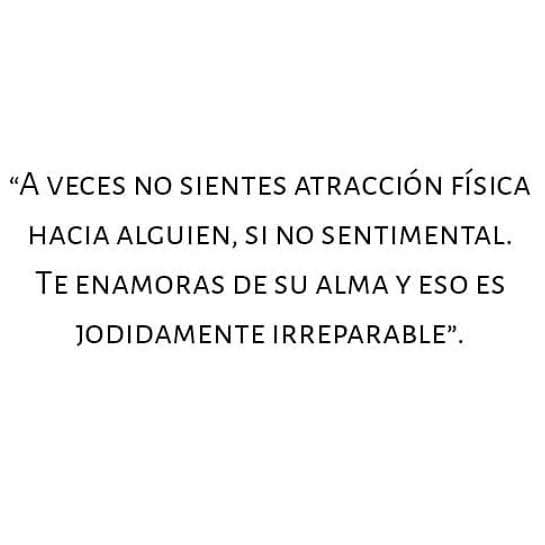 “A veces no sientes atracción física
hacia alguien, si no sentimental.
Te enamoras de su alma y eso es
jodidamente irreparable”.